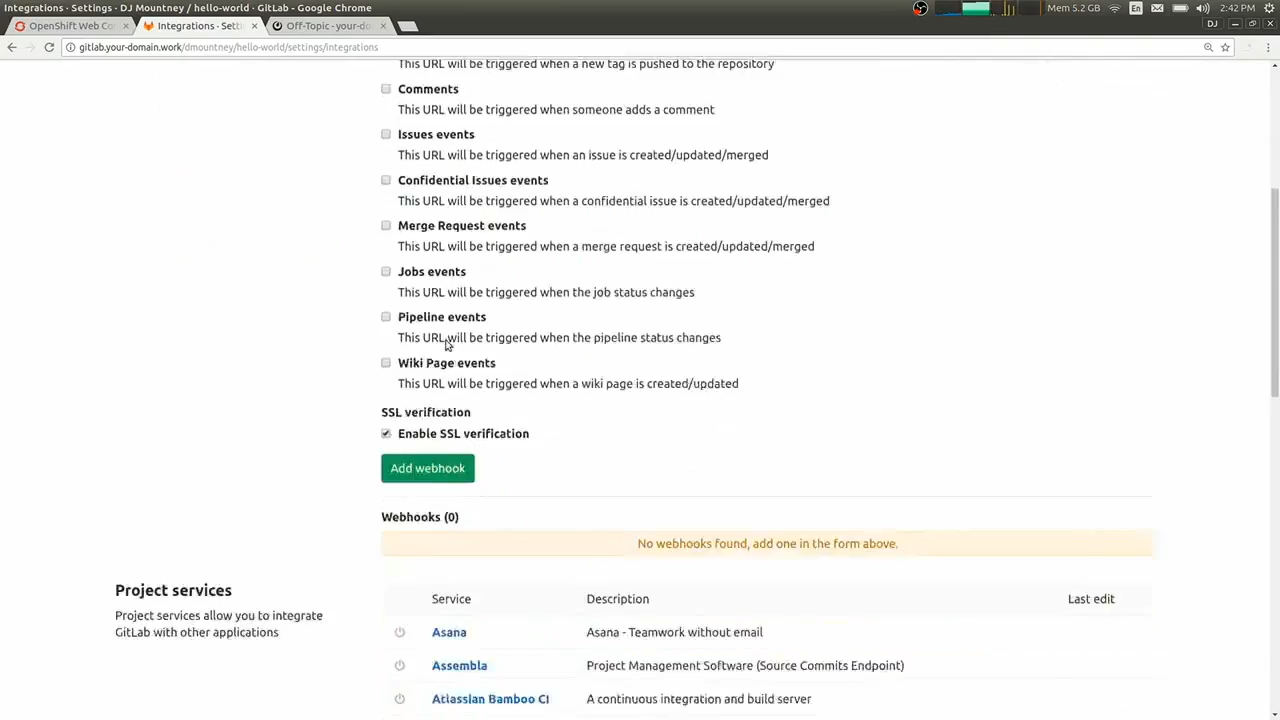 Integrations · Settings · DJ Mountney / hello-world · GitLab - Google Chrome
En
Mem 5.2 GB
2:42 PM
OpenShift Web Con
Integrations · Setti
Off-Topic - your-do
DJ
gitlab.your-domain.work/dmountney/hello-world/settings/integrations
This URL will be triggered when a new tag is pushed to the repository
Comments
This URL will be triggered when someone adds a comment
Issues events
This URL will be triggered when an issue is created/updated/merged
Confidential Issues events
This URL will be triggered when a confidential issue is created/updated/merged
Merge Request events
This URL will be triggered when a merge request is created/updated/merged
Jobs events
This URL will be triggered when the job status changes
Pipeline events
This URL will be triggered when the pipeline status changes
Wiki Page events
This URL will be triggered when a wiki page is created/updated
SSL verification
Enable SSL verification
Add webhook
Webhooks (0)
No webhooks found, add one in the form above.
Project services
Project services allow you to integrate
GitLab with other applications
Service Description Last edit
Asana Asana - Teamwork without email
Assembla Project Management Software (Source Commits Endpoint)
Atlassian Bamboo CI A continuous integration and build server